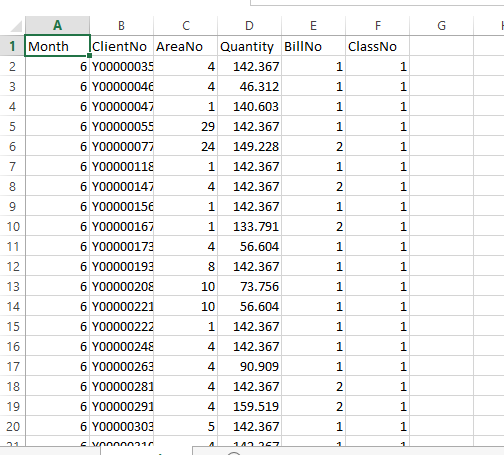 A B C D E F G
1 Month ClientNo AreaNo Quantity BillNo ClassNo
2 6 Y00000035 4 142.367 1 1
3 6 Y00000046 4 46.312 1 1
4 6 Y00000047 1 140.603 1 1
5 6 Y00000055 29 142.367 1 1
6 6 Y00000077 24 149.228 2 1
7 6 Y00000118 1 142.367 1 1
8 6 Y00000147 4 142.367 2 1
9 6 Y00000156 1 142.367 1 1
10 6 Y00000167 1 133.791 2 1
11 6 Y00000173 4 56.604 1 1
12 6 Y00000193 8 142.367 1 1
13 6 Y00000208 10 73.756 1 1
14 6 Y00000221 10 56.604 1 1
15 6 Y00000222 1 142.367 1 1
16 6 Y00000248 4 142.367 1 1
17 6 Y00000263 4 90.909 1 1
18 6 Y00000281 4 142.367 2 1
19 6 Y00000291 4 159.519 2 1
20 6 Y00000303 5 142.367 1 1